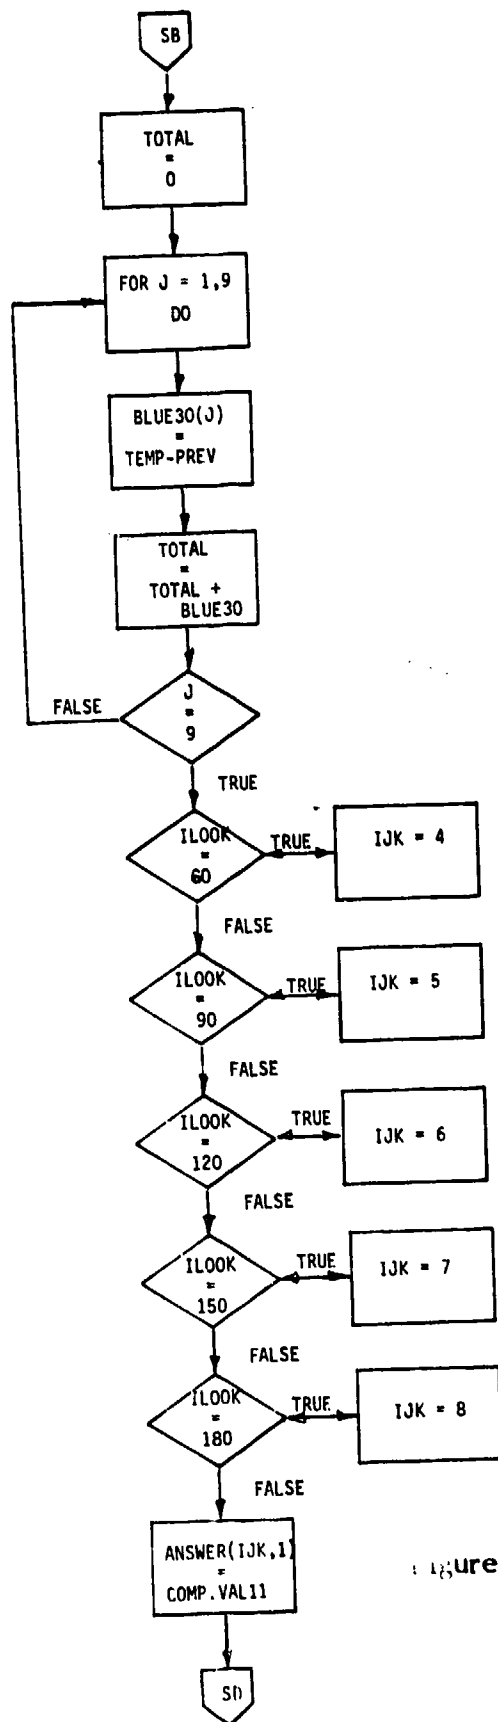 SB
TOTAL
=
0
FOR J = 1,9
DO
BLUE30(J)
=
TEMP-PREV
TOTAL
=
TOTAL +
BLUE30
J
=
9
FALSE
TRUE
ILOOK
=
60
TRUE
IJK = 4
FALSE
ILOOK
=
90
TRUE
IJK = 5
FALSE
ILOOK
=
120
TRUE
IJK = 6
FALSE
ILOOK
=
150
TRUE
IJK = 7
FALSE
ILOOK
=
180
TRUE
IJK = 8
FALSE
ANSWER(IJK,1)
=
COMP.VAL11
Figure
SD